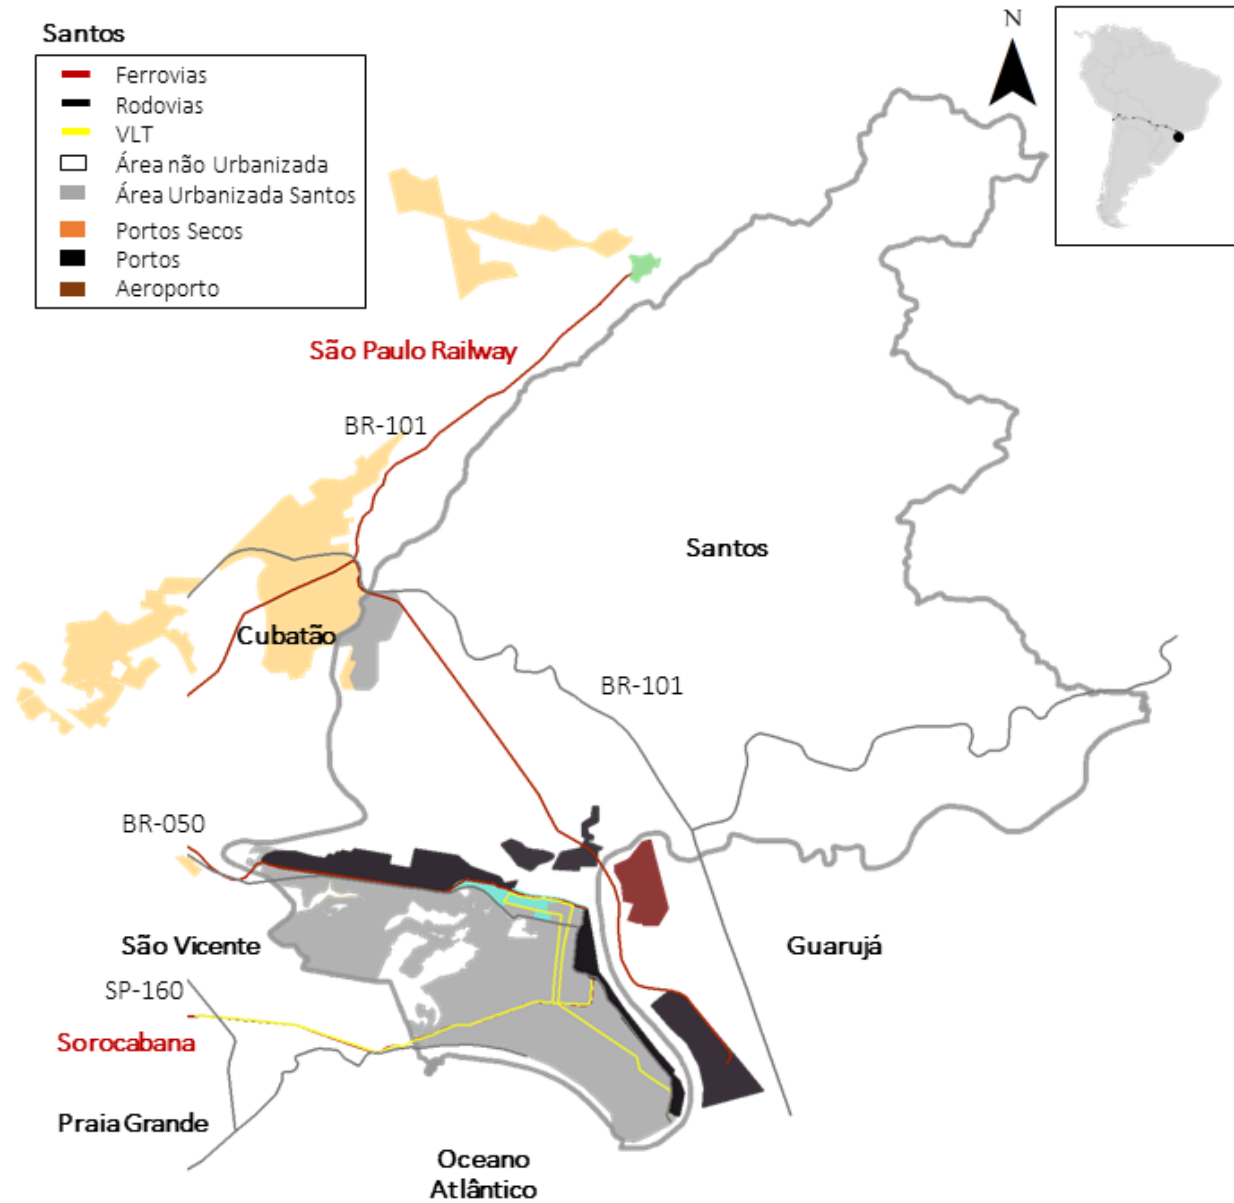 Santos
Ferrovias
Rodovias
VLT
Área não Urbanizada
Área Urbanizada Santos
Portos Secos
Portos
Aeroporto
N
São Paulo Railway
BR-101
Santos
Cubatão
BR-101
BR-050
São Vicente
Guarujá
SP-160
Sorocabana
Praia Grande
Oceano
Atlântico